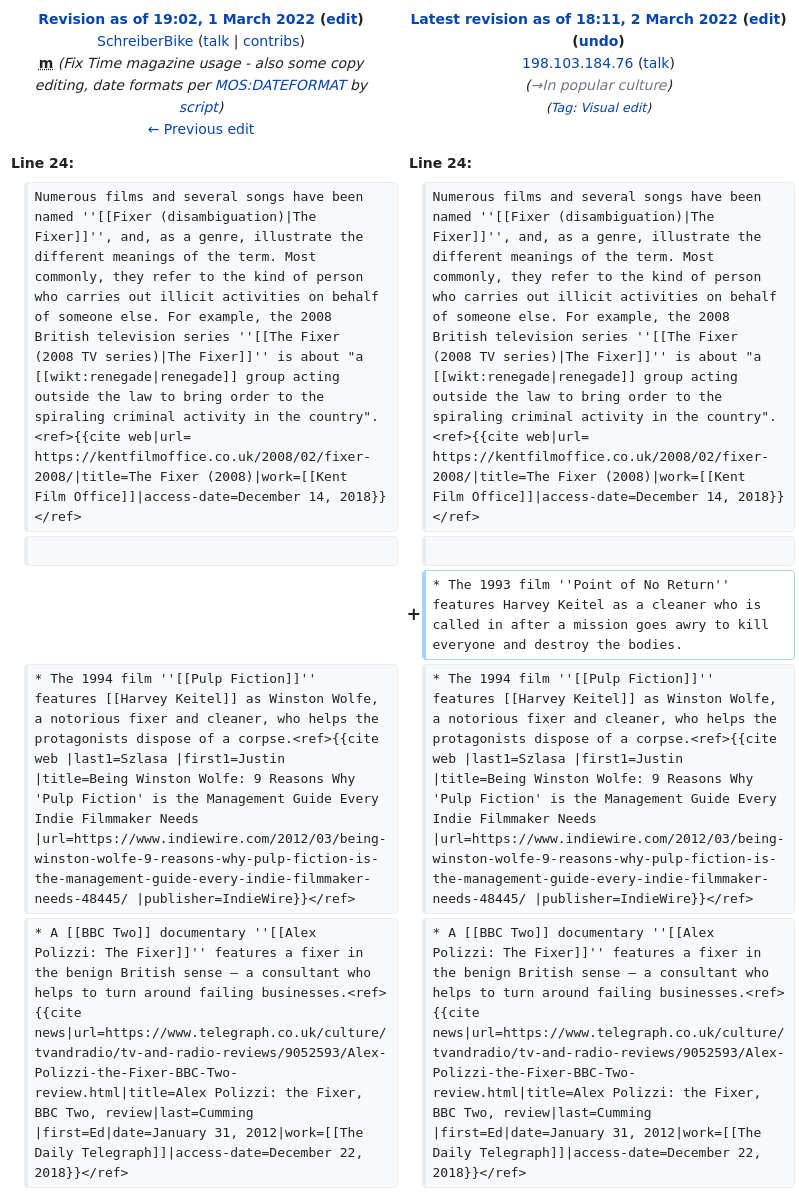 Revision as of 19:02, 1 March 2022 (edit)
SchreiberBike (talk | contribs)
m (Fix Time magazine usage - also some copy
editing, date formats per MOS:DATEFORMAT by
script)
← Previous edit
Latest revision as of 18:11, 2 March 2022 (edit)
(undo)
198.103.184.76 (talk)
(→In popular culture)
(Tag: Visual edit)
Line 24:
Line 24:
Numerous films and several songs have been
named ''[[Fixer (disambiguation)|The
Fixer]]'', and, as a genre, illustrate the
different meanings of the term. Most
commonly, they refer to the kind of person
who carries out illicit activities on behalf
of someone else. For example, the 2008
British television series ''[[The Fixer
(2008 TV series)|The Fixer]]'' is about "a
[[wikt:renegade|renegade]] group acting
outside the law to bring order to the
spiraling criminal activity in the country".
<ref>{{cite web|url=
https://kentfilmoffice.co.uk/2008/02/fixer-
2008/|title=The Fixer (2008)|work=[[Kent
Film Office]]|access-date=December 14, 2018}}
</ref>
Numerous films and several songs have been
named ''[[Fixer (disambiguation)|The
Fixer]]'', and, as a genre, illustrate the
different meanings of the term. Most
commonly, they refer to the kind of person
who carries out illicit activities on behalf
of someone else. For example, the 2008
British television series ''[[The Fixer
(2008 TV series)|The Fixer]]'' is about "a
[[wikt:renegade|renegade]] group acting
outside the law to bring order to the
spiraling criminal activity in the country".
<ref>{{cite web|url=
https://kentfilmoffice.co.uk/2008/02/fixer-
2008/|title=The Fixer (2008)|work=[[Kent
Film Office]]|access-date=December 14, 2018}}
</ref>
+
* The 1993 film ''Point of No Return''
features Harvey Keitel as a cleaner who is
called in after a mission goes awry to kill
everyone and destroy the bodies.
* The 1994 film ''[[Pulp Fiction]]''
features [[Harvey Keitel]] as Winston Wolfe,
a notorious fixer and cleaner, who helps the
protagonists dispose of a corpse.<ref>{{cite
web |last1=Szlasa |first1=Justin
|title=Being Winston Wolfe: 9 Reasons Why
'Pulp Fiction' is the Management Guide Every
Indie Filmmaker Needs
|url=https://www.indiewire.com/2012/03/being-
winston-wolfe-9-reasons-why-pulp-fiction-is-
the-management-guide-every-indie-filmmaker-
needs-48445/ |publisher=IndieWire}}</ref>
* The 1994 film ''[[Pulp Fiction]]''
features [[Harvey Keitel]] as Winston Wolfe,
a notorious fixer and cleaner, who helps the
protagonists dispose of a corpse.<ref>{{cite
web |last1=Szlasa |first1=Justin
|title=Being Winston Wolfe: 9 Reasons Why
'Pulp Fiction' is the Management Guide Every
Indie Filmmaker Needs
|url=https://www.indiewire.com/2012/03/being-
winston-wolfe-9-reasons-why-pulp-fiction-is-
the-management-guide-every-indie-filmmaker-
needs-48445/ |publisher=IndieWire}}</ref>
* A [[BBC Two]] documentary ''[[Alex
Polizzi: The Fixer]]'' features a fixer in
the benign British sense – a consultant who
helps to turn around failing businesses.<ref>
{{cite
news|url=https://www.telegraph.co.uk/culture/
tvandradio/tv-and-radio-reviews/9052593/Alex-
Polizzi-the-Fixer-BBC-Two-
review.html|title=Alex Polizzi: the Fixer,
BBC Two, review|last=Cumming
|first=Ed|date=January 31, 2012|work=[[The
Daily Telegraph]]|access-date=December 22,
2018}}</ref>
* A [[BBC Two]] documentary ''[[Alex
Polizzi: The Fixer]]'' features a fixer in
the benign British sense – a consultant who
helps to turn around failing businesses.<ref>
{{cite
news|url=https://www.telegraph.co.uk/culture/
tvandradio/tv-and-radio-reviews/9052593/Alex-
Polizzi-the-Fixer-BBC-Two-
review.html|title=Alex Polizzi: the Fixer,
BBC Two, review|last=Cumming
|first=Ed|date=January 31, 2012|work=[[The
Daily Telegraph]]|access-date=December 22,
2018}}</ref>